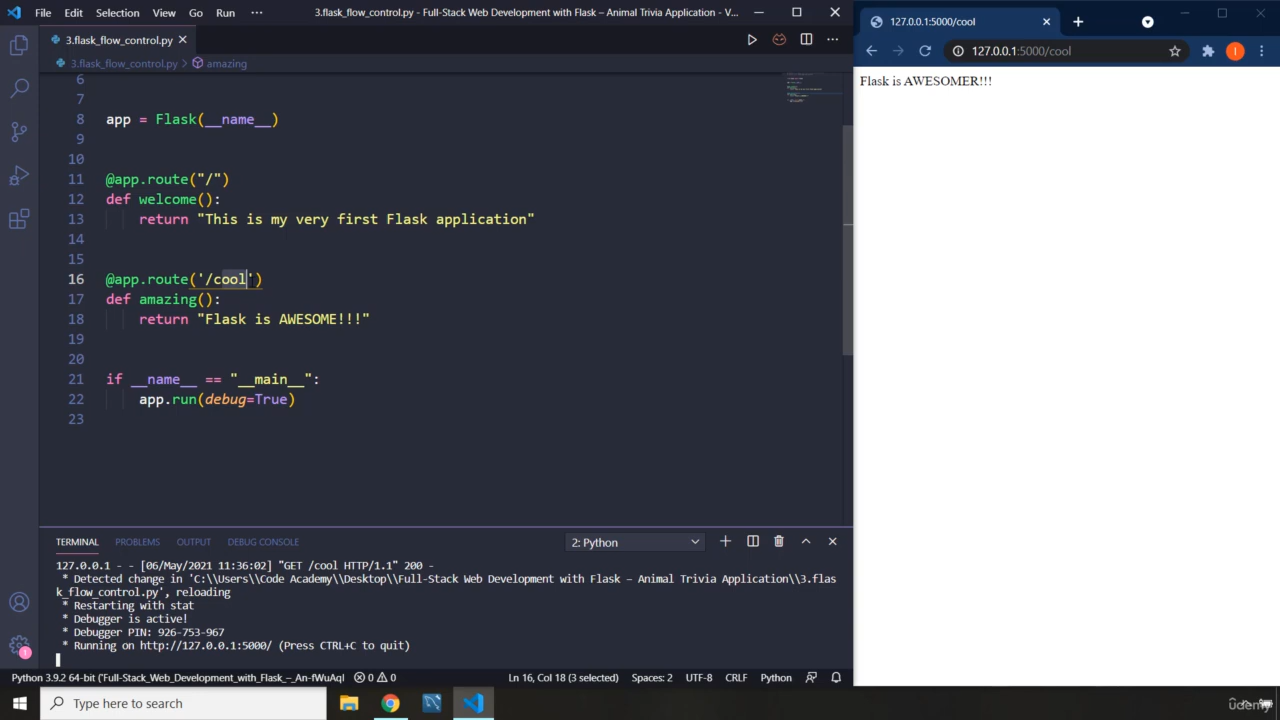 File Edit Selection View Go Run ··· 3.flask_flow_control.py - Full-Stack Web Development with Flask – Animal Trivia Application - V...
3.flask_flow_control.py
3.flask_flow_control.py > amazing
6
7
8 app = Flask(__name__)
9
10
11 @app.route("/")
12 def welcome():
13 return "This is my very first Flask application"
14
15
16 @app.route('/cool')
17 def amazing():
18 return "Flask is AWESOME!!!"
19
20
21 if __name__ == "__main__":
22 app.run(debug=True)
23
TERMINAL PROBLEMS OUTPUT DEBUG CONSOLE 2: Python
127.0.0.1 - - [06/May/2021 11:36:02] "GET /cool HTTP/1.1" 200 -
* Detected change in 'C:\\Users\\Code Academy\\Desktop\\Full-Stack Web Development with Flask – Animal Trivia Application\\3.flas
k_flow_control.py', reloading
* Restarting with stat
* Debugger is active!
* Debugger PIN: 926-753-967
* Running on http://127.0.0.1:5000/ (Press CTRL+C to quit)
Python 3.9.2 64-bit ('Full-Stack_Web_Development_with_Flask_–_An-fWuAqI 0 0 Ln 16, Col 18 (3 selected) Spaces: 2 UTF-8 CRLF Python
127.0.0.1:5000/cool
127.0.0.1:5000/cool
I
Flask is AWESOMER!!!
Type here to search
udemy